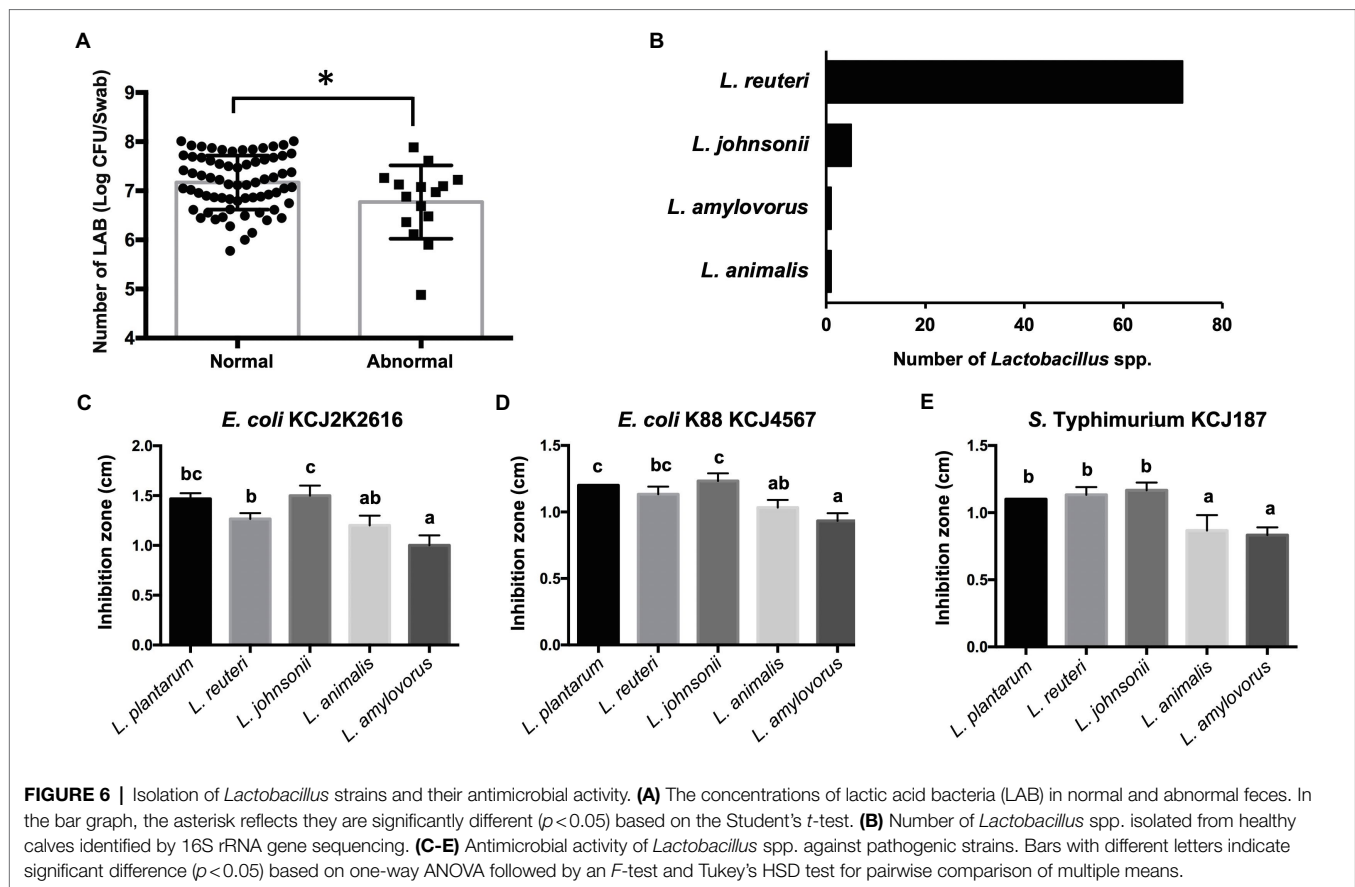 A
Number of LAB (Log CFU/Swab)
9
8
7
6
5
4
*
Normal
Abnormal
B
L. reuteri
L. johnsonii
L. amylovorus
L. animalis
0
20
40
60
80
Number of Lactobacillus spp.
C
E. coli KCJ2K2616
Inhibition zone (cm)
2.0
1.5
1.0
0.5
0.0
bc
b
c
ab
a
L. plantarum
L. reuteri
L. johnsonii
L. animalis
L. amylovorus
D
E. coli K88 KCJ4567
Inhibition zone (cm)
1.5
1.0
0.5
0.0
c
bc
c
ab
a
L. plantarum
L. reuteri
L. johnsonii
L. animalis
L. amylovorus
E
S. Typhimurium KCJ187
Inhibition zone (cm)
1.5
1.0
0.5
0.0
b
b
b
a
a
L. plantarum
L. reuteri
L. johnsonii
L. animalis
L. amylovorus
FIGURE 6 | Isolation of Lactobacillus strains and their antimicrobial activity. (A) The concentrations of lactic acid bacteria (LAB) in normal and abnormal feces. In
the bar graph, the asterisk reflects they are significantly different (p<0.05) based on the Student’s t-test. (B) Number of Lactobacillus spp. isolated from healthy
calves identified by 16S rRNA gene sequencing. (C-E) Antimicrobial activity of Lactobacillus spp. against pathogenic strains. Bars with different letters indicate
significant difference (p<0.05) based on one-way ANOVA followed by an F-test and Tukey’s HSD test for pairwise comparison of multiple means.